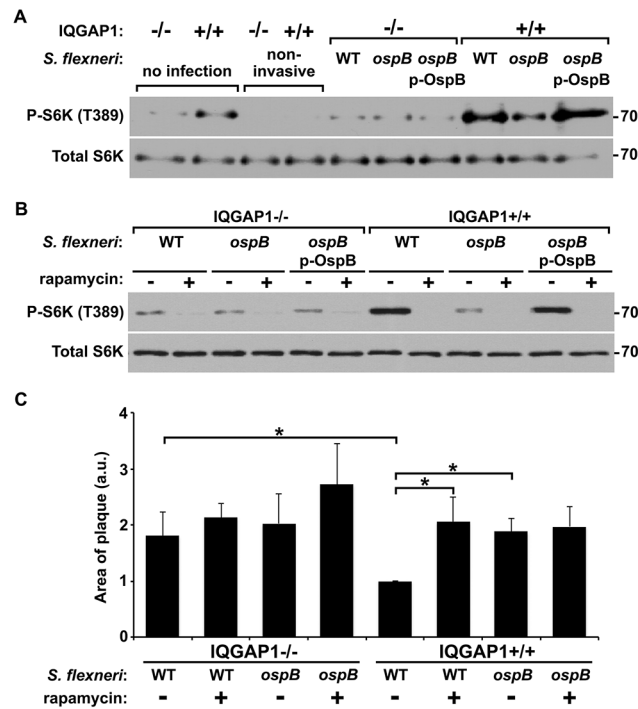 A
IQGAP1: -/- +/+ -/- +/+ -/- +/+
S. flexneri: no infection non-invasive WT ospB ospB p-OspB WT ospB ospB p-OspB
P-S6K (T389) -70
Total S6K -70
B
IQGAP1-/- IQGAP1+/+
S. flexneri: WT ospB ospB p-OspB WT ospB ospB p-OspB
rapamycin: - + - + - + - + - + - +
P-S6K (T389) -70
Total S6K -70
C
Area of plaque (a.u.)
4
3
2
1
0
* * *
IQGAP1-/- IQGAP1+/+
S. flexneri: WT WT ospB ospB WT WT ospB ospB
rapamycin: - + - + - + - +